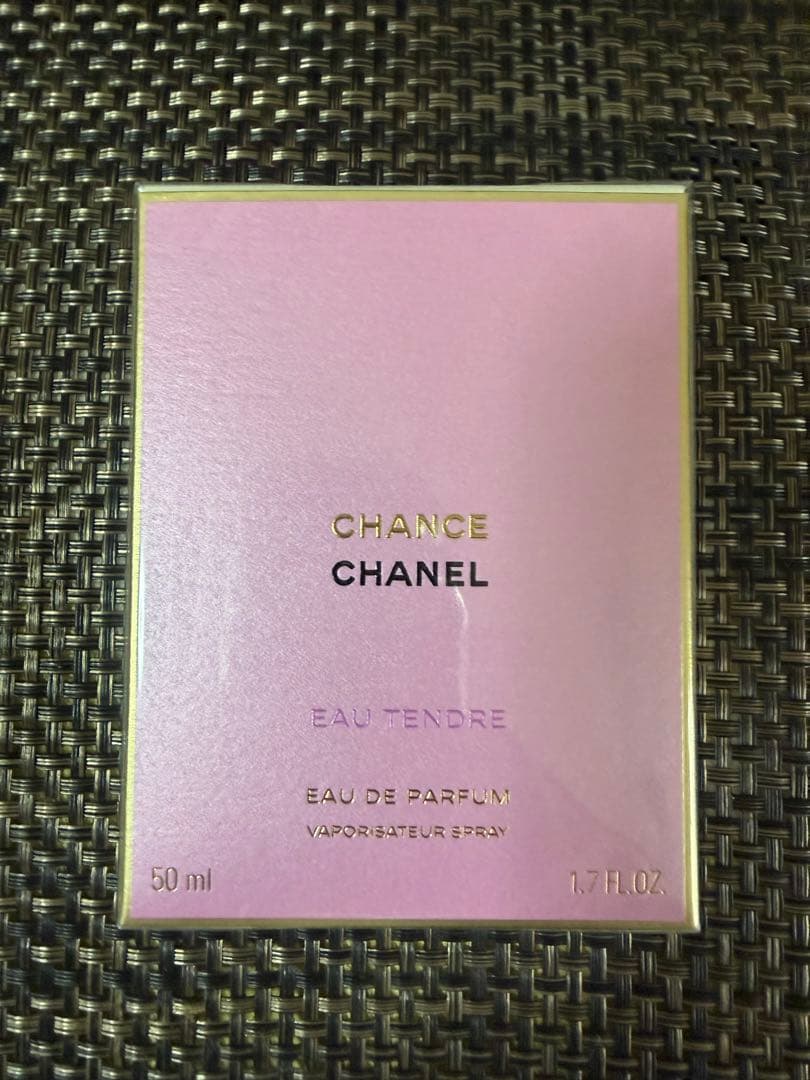 CHANCE
CHANEL
EAU TENDRE
EAU DE PARFUM
VAPORISATEUR SPRAY
50 ml 1.7 FL.OZ.